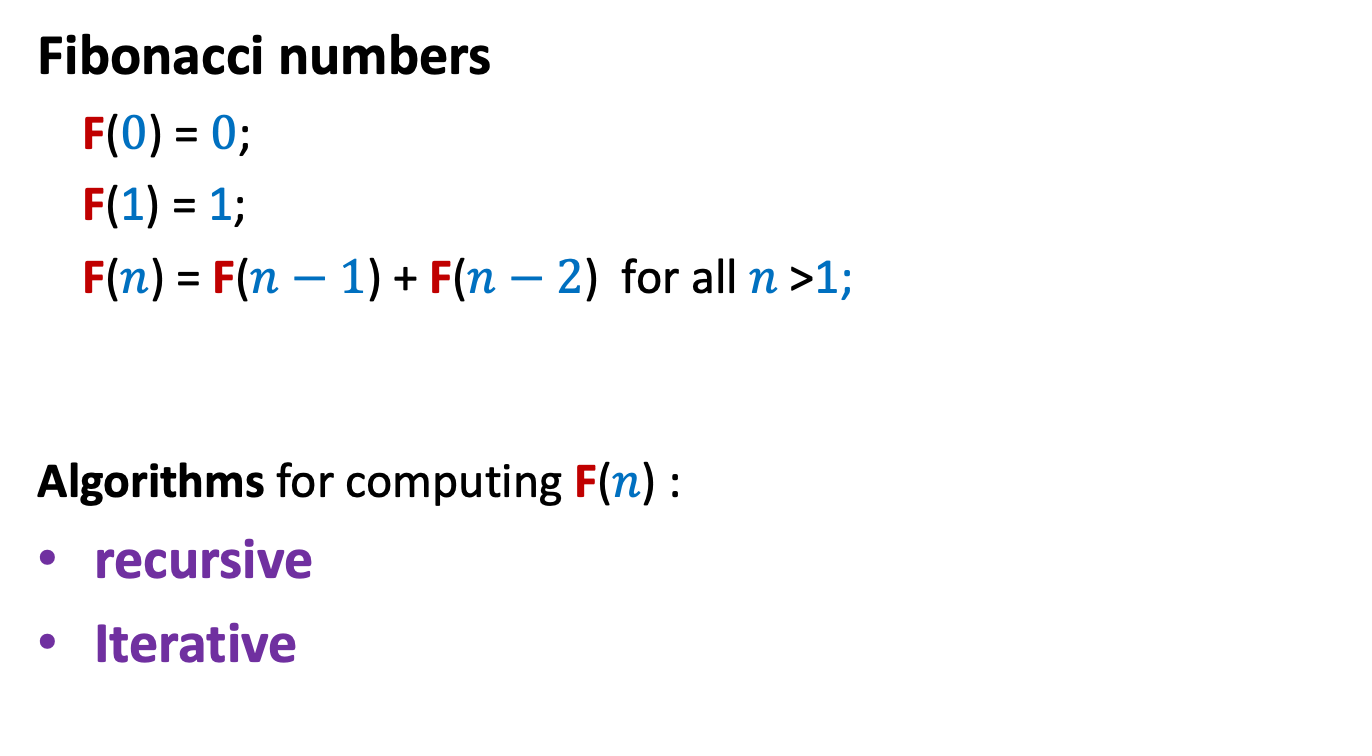 Fibonacci numbers
F(0) = 0;
F(1) = 1;
F(n) = F(n − 1) + F(n − 2) for all n >1;
Algorithms for computing F(n) :
• recursive
• Iterative